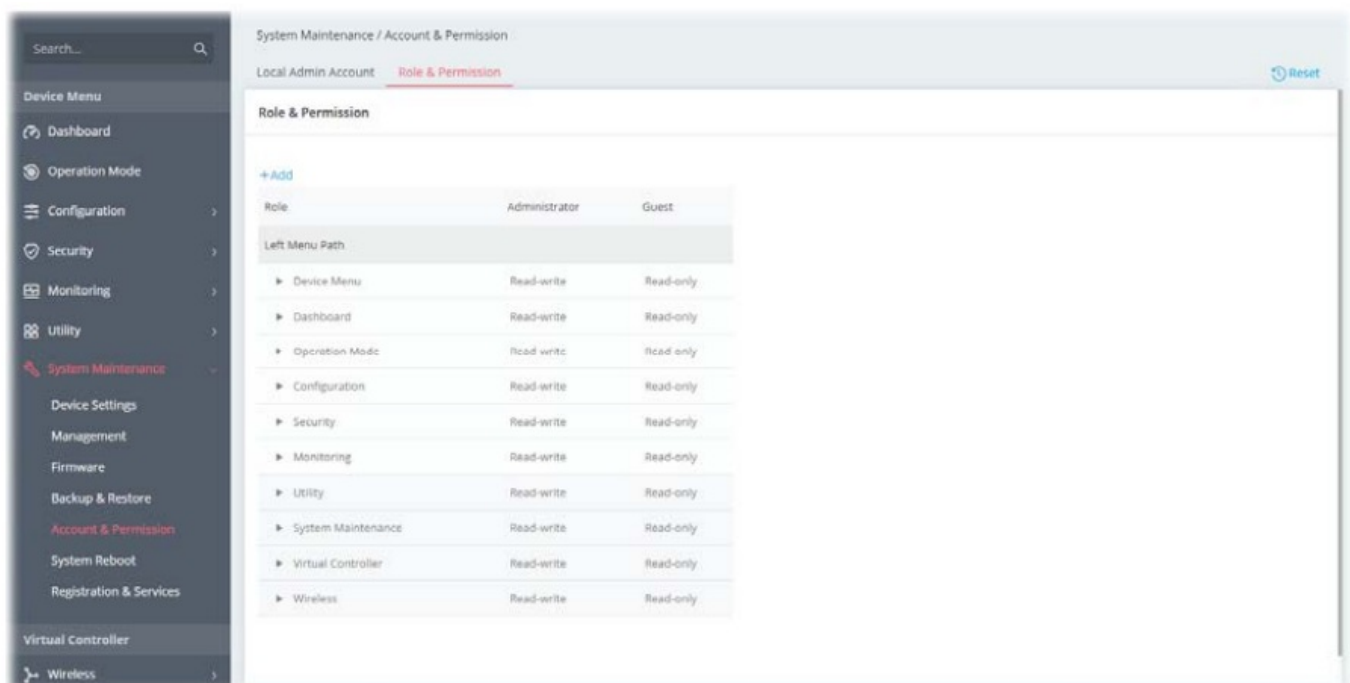 Search...
Device Menu
Dashboard
Operation Mode
Configuration
Security
Monitoring
Utility
System Maintenance
Device Settings
Management
Firmware
Backup & Restore
Account & Permission
System Reboot
Registration & Services
Virtual Controller
Wireless
System Maintenance / Account & Permission
Local Admin Account Role & Permission Reset
Role & Permission
+Add
Role Administrator Guest
Left Menu Path
Device Menu Read-write Read-only
Dashboard Read-write Read-only
Operation Mode Read-write Read-only
Configuration Read-write Read-only
Security Read-write Read-only
Monitoring Read-write Read-only
Utility Read-write Read-only
System Maintenance Read-write Read-only
Virtual Controller Read-write Read-only
Wireless Read-write Read-only